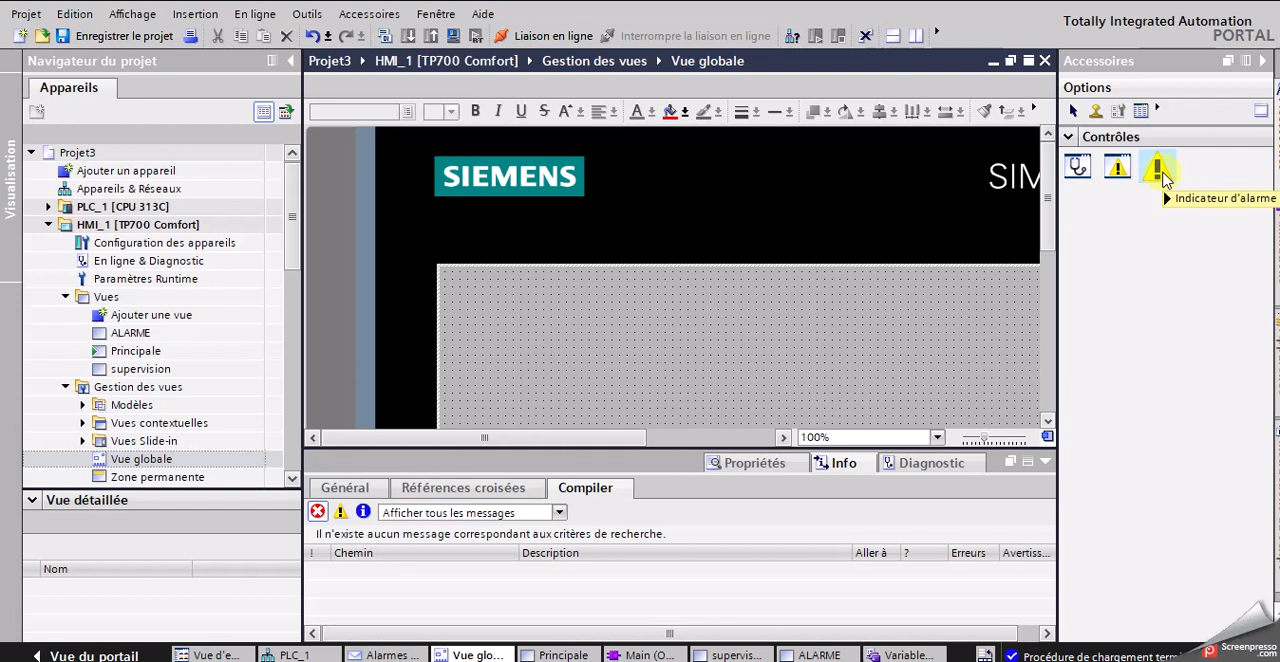 Projet Edition Affichage Insertion En ligne Outils Accessoires Fenêtre Aide
Totally Integrated Automation
PORTAL
Enregistrer le projet Liaison en ligne Interrompre la liaison en ligne
Navigateur du projet
Projet3 HMI_1 [TP700 Comfort] Gestion des vues Vue globale
Accessoires
Appareils
Options
B I U S A A
Visualisation
Contrôles
Projet3
Ajouter un appareil
Appareils & Réseaux
PLC_1 [CPU 313C]
HMI_1 [TP700 Comfort]
Configuration des appareils
En ligne & Diagnostic
Paramètres Runtime
Vues
Ajouter une vue
ALARME
Principale
supervision
Gestion des vues
Modèles
Vues contextuelles
Vues Slide-in
Vue globale
Zone permanente
SIEMENS
SIM
Indicateur d'alarme
100%
Propriétés Info Diagnostic
Général Références croisées Compiler
Afficher tous les messages
Il n'existe aucun message correspondant aux critères de recherche.
! Chemin Description Aller à ? Erreurs Avertiss...
Vue détaillée
Nom
Vue du portail Vue d'e... PLC_1 Alarmes Vue glo... Principale Main (O... supervis... ALARME Variable... Procédure de chargement termi
Screenpresso
.com